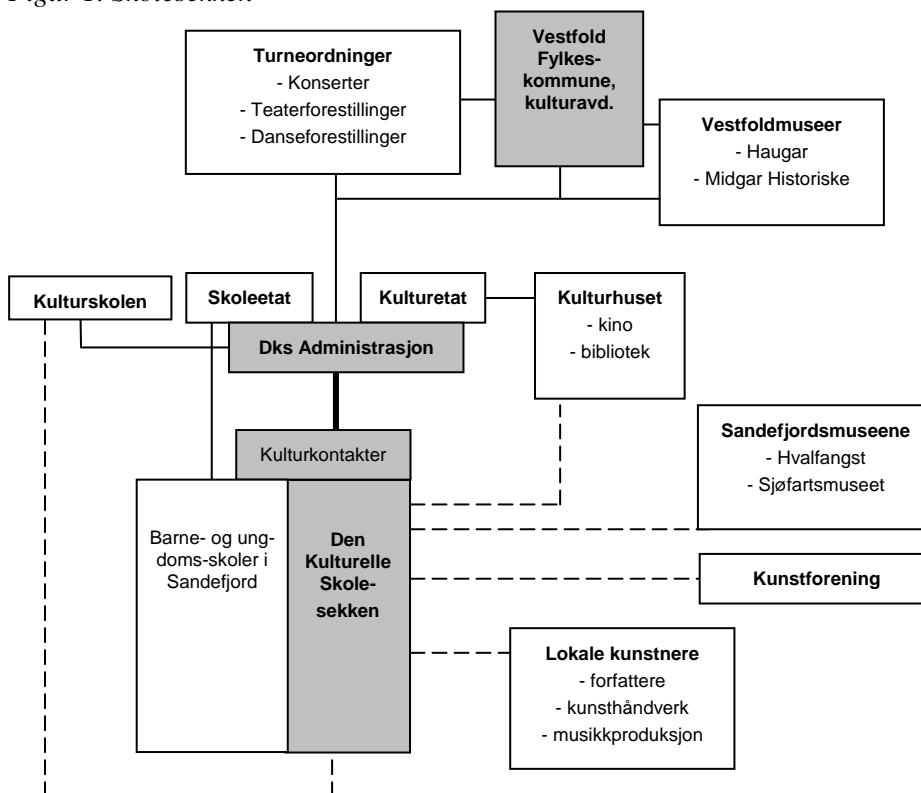 Figur 1. Skolesekken
Turneordninger
- Konserter
- Teaterforestillinger
- Danseforestillinger
Vestfold
Fylkes-
kommune,
kulturavd.
Vestfoldmuseer
- Haugar
- Midgar Historiske
Kulturskolen
Skoleetat
Kulturetat
Kulturhuset
- kino
- bibliotek
Dks Administrasjon
Sandefjordsmuseene
- Hvalfangst
- Sjøfartsmuseet
Kulturkontakter
Barne- og ung-
doms-skoler i
Sandefjord
Den
Kulturelle
Skole-
sekken
Kunstforening
Lokale kunstnere
- forfattere
- kunsthåndverk
- musikkproduksjon